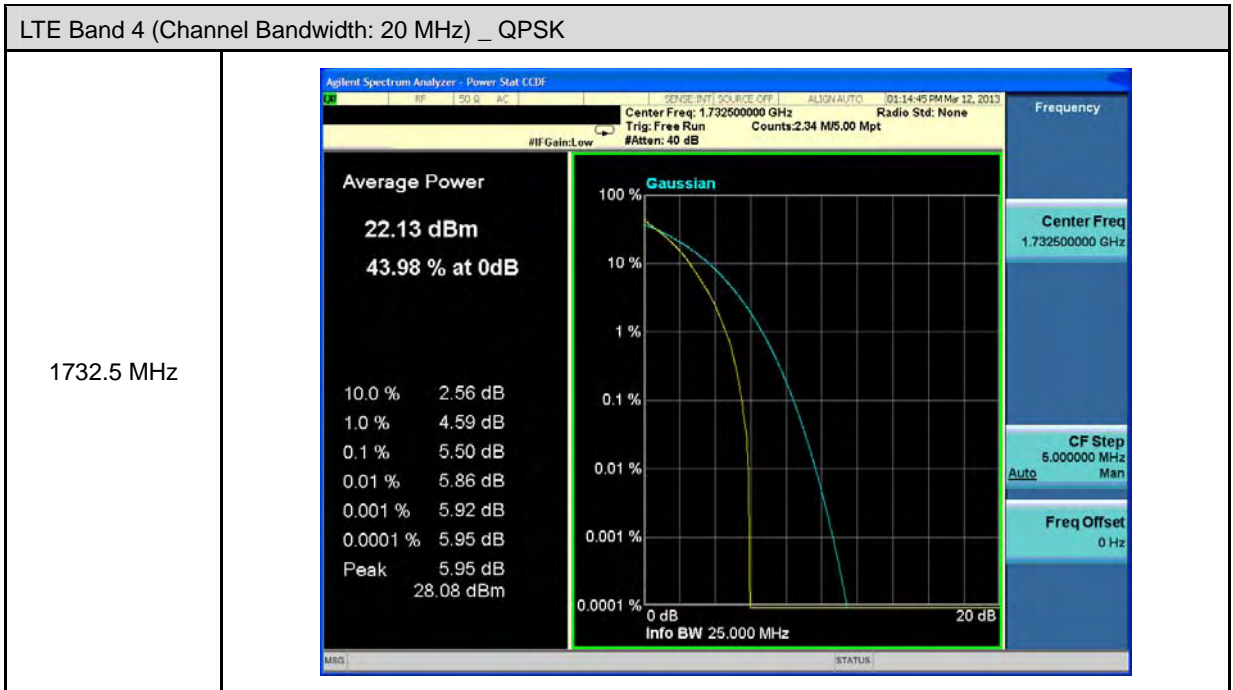 LTE Band 4 (Channel Bandwidth: 20 MHz) _ QPSK
1732.5 MHz
Agilent Spectrum Analyzer - Power Stat CCDF
RF 50 Ω AC SENSE:INT SOURCE OFF ALIGN AUTO 01:14:45 PM Mar 12, 2013
Center Freq: 1.732500000 GHz Radio Std: None
Trig: Free Run Counts:2.34 M/5.00 Mpt
#IFGain:Low #Atten: 40 dB
Average Power
22.13 dBm
43.98 % at 0dB
10.0 % 2.56 dB
1.0 % 4.59 dB
0.1 % 5.50 dB
0.01 % 5.86 dB
0.001 % 5.92 dB
0.0001 % 5.95 dB
Peak 5.95 dB
28.08 dBm
Gaussian
100 %
10 %
1 %
0.1 %
0.01 %
0.001 %
0.0001 %
0 dB 20 dB
Info BW 25.000 MHz
Frequency
Center Freq
1.732500000 GHz
CF Step
5.000000 MHz
Auto Man
Freq Offset
0 Hz
MSG STATUS